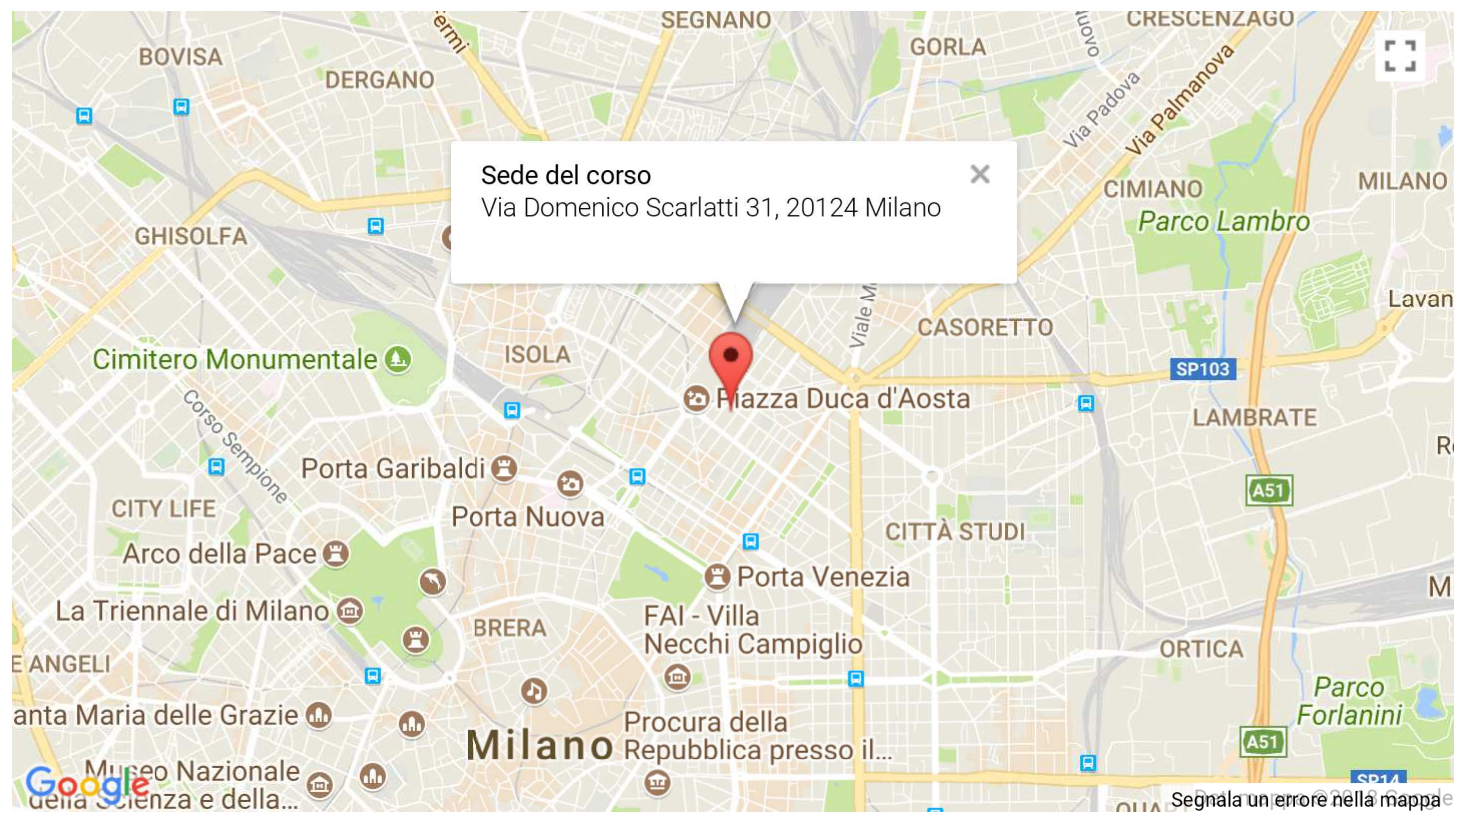 SEGNANO
CRESCENZAGO
ermi
uovo
GORLA
BOVISA
DERGANO
Via Padova
Via Palmanova
Sede del corso
Via Domenico Scarlatti 31, 20124 Milano
CIMIANO
MILANO
Parco Lambro
GHISOLFA
Lavan
Viale M
CASORETTO
Cimitero Monumentale
ISOLA
SP103
Piazza Duca d'Aosta
LAMBRATE
Corso Sempione
Porta Garibaldi
A51
CITY LIFE
Porta Nuova
CITTÀ STUDI
Arco della Pace
Porta Venezia
La Triennale di Milano
FAI - Villa
Necchi Campiglio
BRERA
ORTICA
E ANGELI
Parco
Forlanini
anta Maria delle Grazie
Procura della
Repubblica presso il...
Milano
A51
Museo Nazionale
della Scienza e della...
Google
SP14
Segnala un errore nella mappa